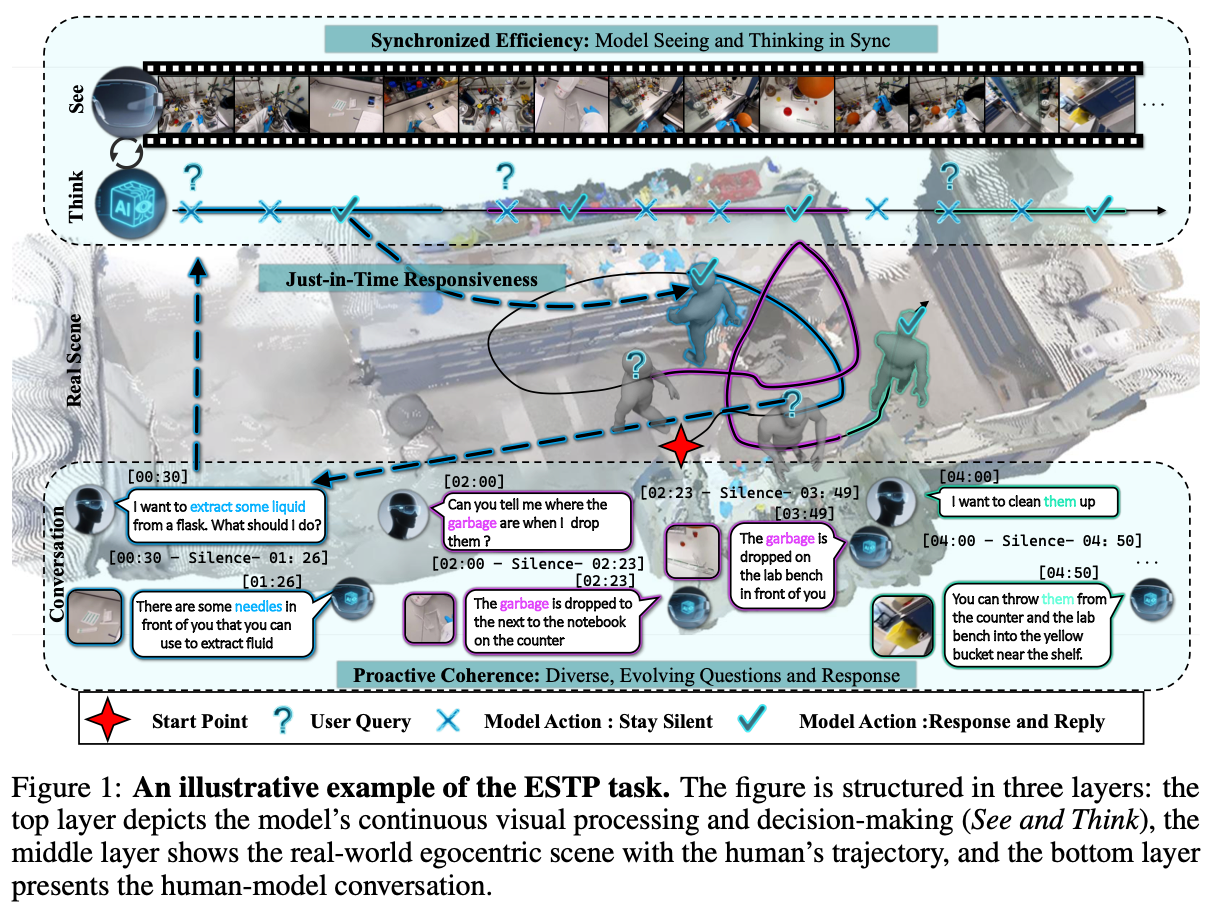 Synchronized Efficiency: Model Seeing and Thinking in Sync
See
...
Think
AI
?
?
?
Just-in-Time Responsiveness
Real Scene
?
?
Conversation
[00:30]
I want to extract some liquid
from a flask. What should I do?
[00:30 - Silence- 01: 26]
[01:26]
There are some needles in
front of you that you can
use to extract fluid
[02:00]
Can you tell me where the
garbage are when I drop
them ?
[02:00 - Silence- 02:23]
[02:23]
The garbage is dropped to
the next to the notebook
on the counter
[02:23 - Silence- 03: 49]
[03:49]
The garbage is
dropped on
the lab bench
in front of you
[04:00]
I want to clean them up
[04:00 - Silence- 04: 50]
...
[04:50]
You can throw them from
the counter and the lab
bench into the yellow
bucket near the shelf.
Proactive Coherence: Diverse, Evolving Questions and Response
Start Point
? User Query
Model Action : Stay Silent
Model Action :Response and Reply
Figure 1: An illustrative example of the ESTP task. The figure is structured in three layers: the
top layer depicts the model's continuous visual processing and decision-making (See and Think), the
middle layer shows the real-world egocentric scene with the human's trajectory, and the bottom layer
presents the human-model conversation.